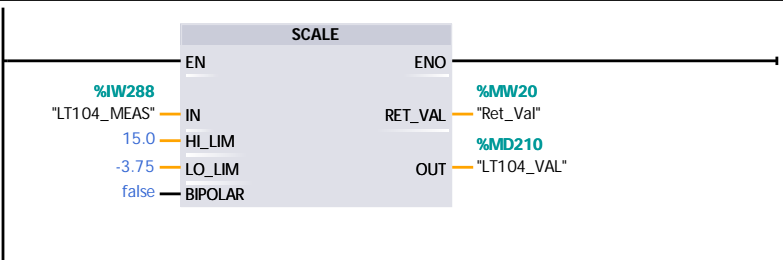 SCALE
EN ENO
%IW288 %MW20
"LT104_MEAS" IN RET_VAL "Ret_Val"
15.0 HI_LIM %MD210
-3.75 LO_LIM OUT "LT104_VAL"
false BIPOLAR